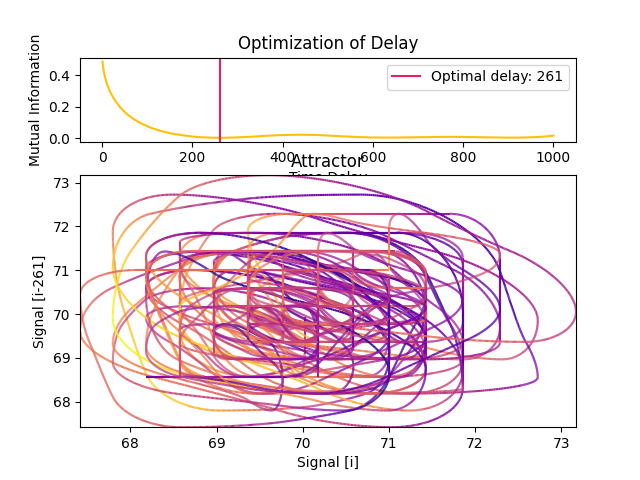 Optimization of Delay
Mutual Information
0.4
0.2
0.0
Optimal delay: 261
0 200 400 600 800 1000
Time Delay
Attractor
Signal [i-261]
73
72
71
70
69
68
68 69 70 71 72 73
Signal [i]